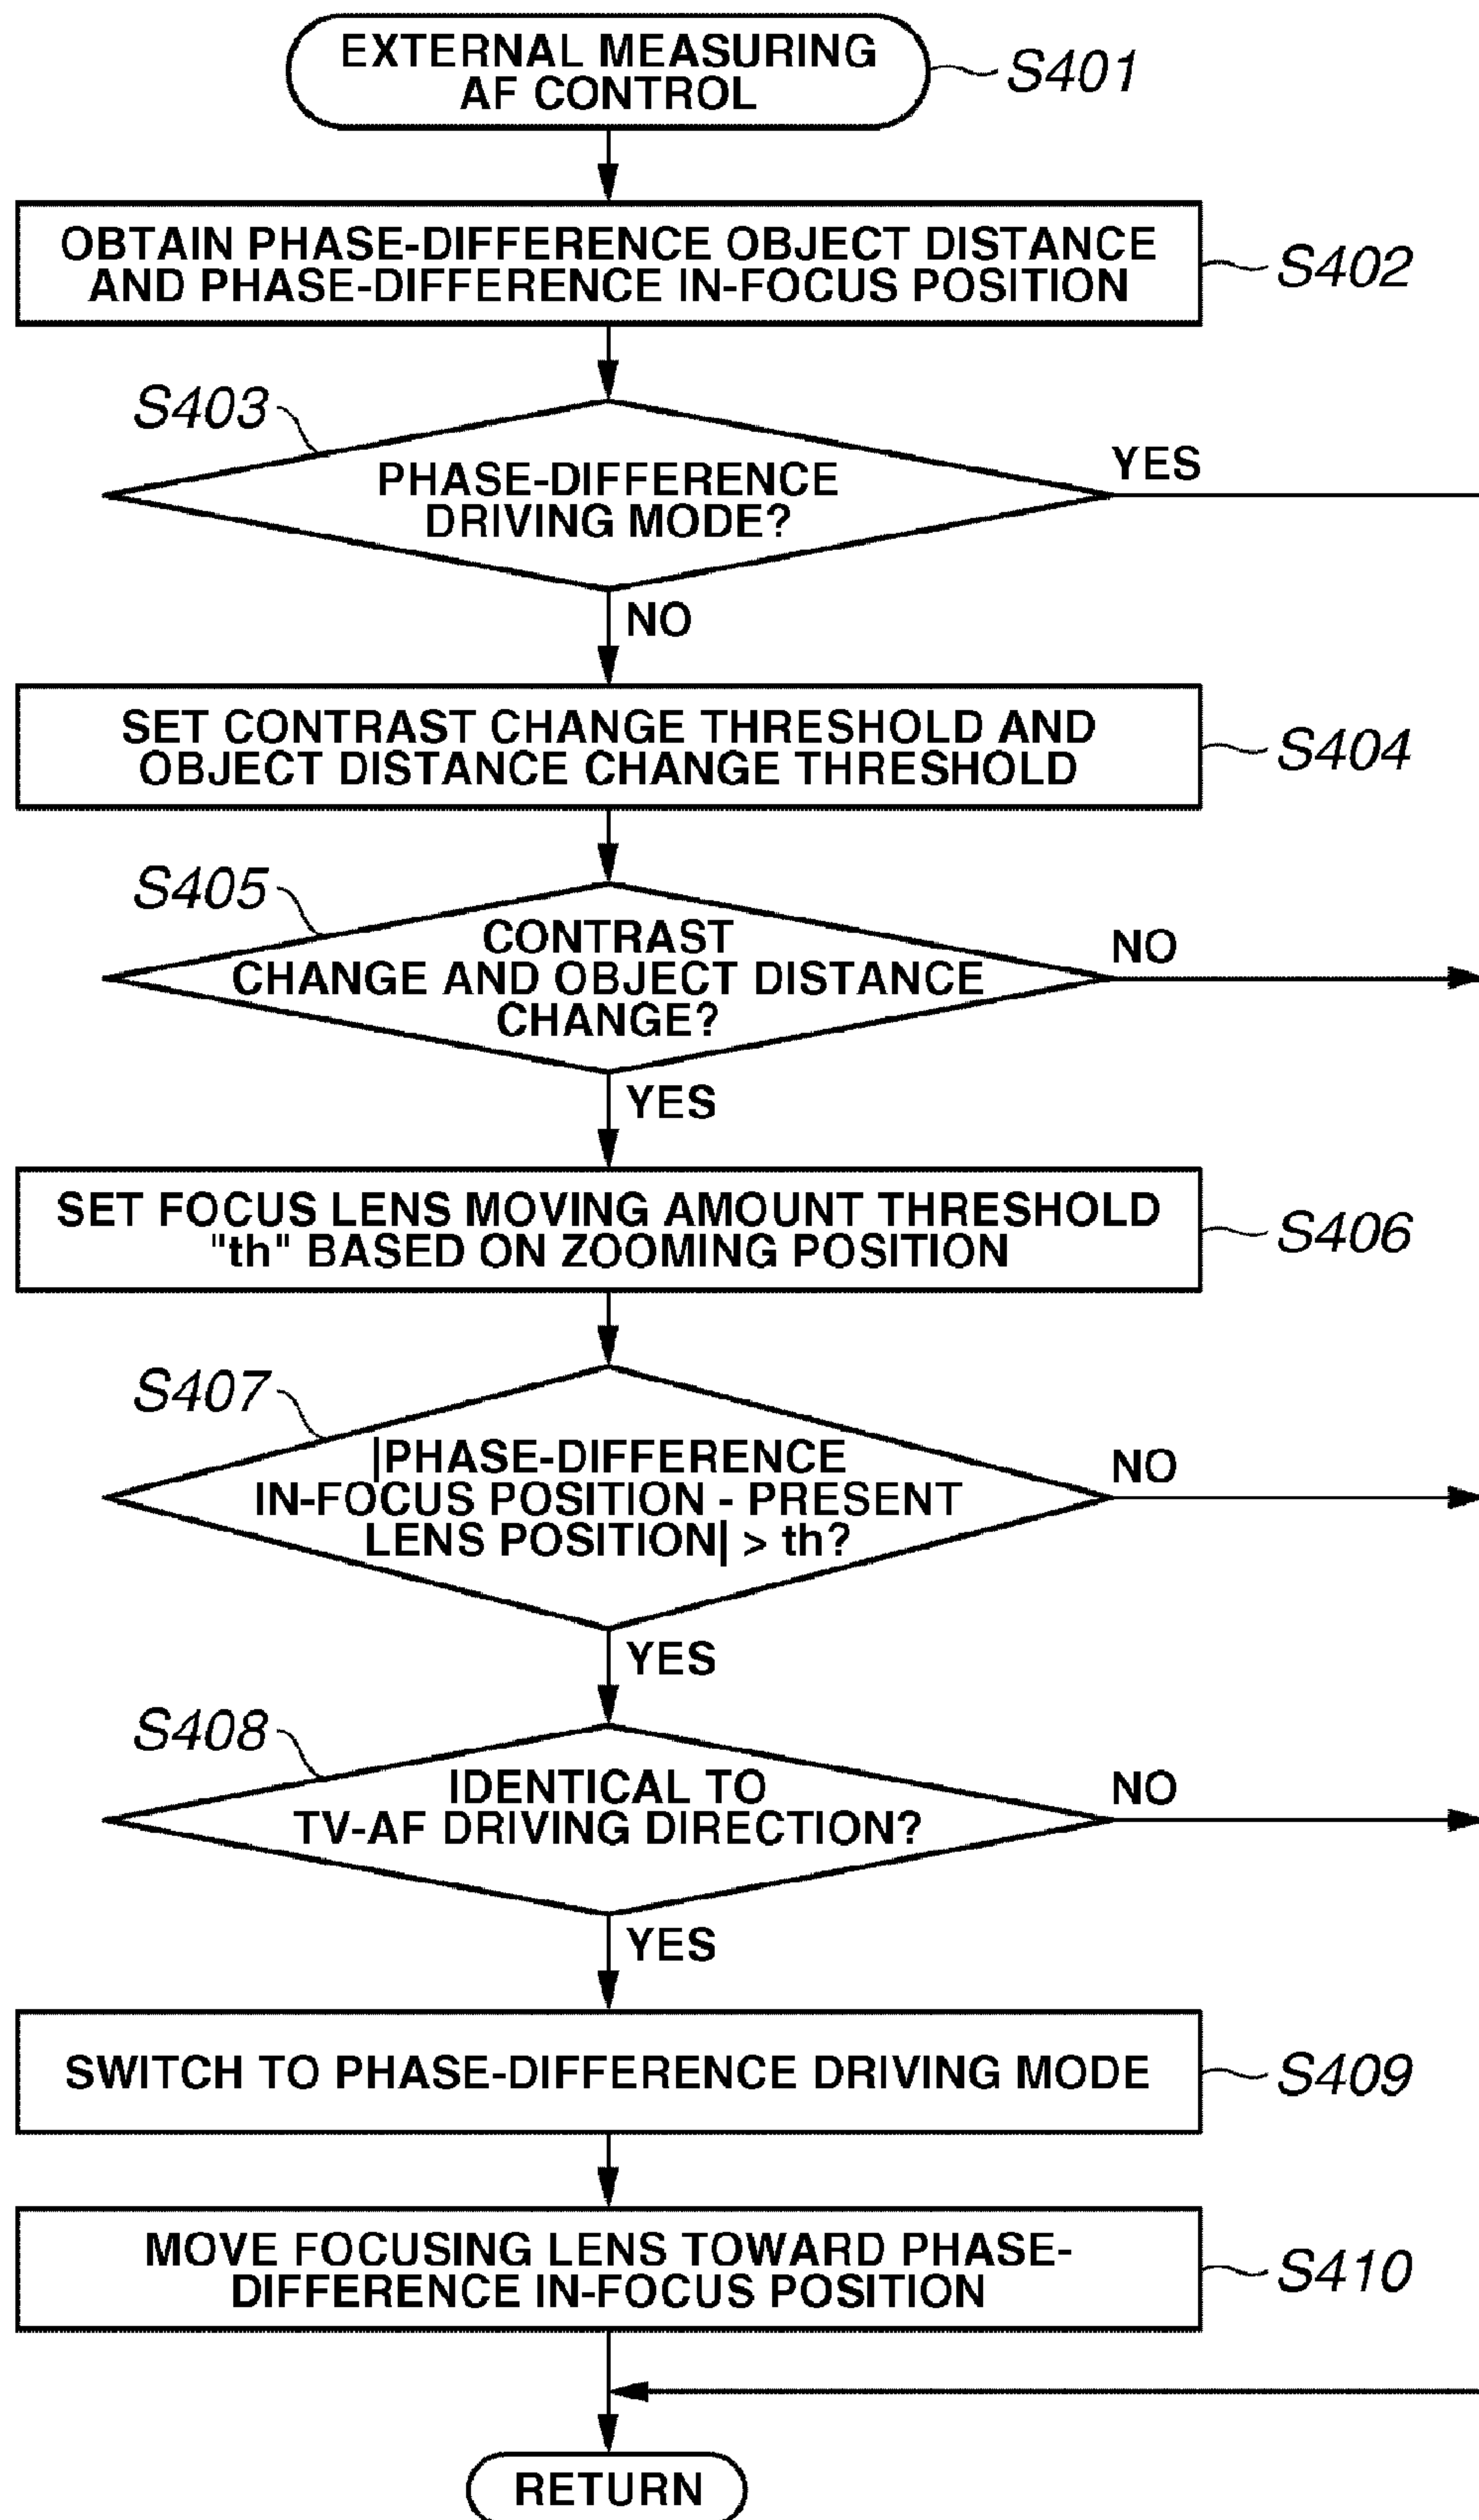 EXTERNAL MEASURING
AF CONTROL
S401
OBTAIN PHASE-DIFFERENCE OBJECT DISTANCE
AND PHASE-DIFFERENCE IN-FOCUS POSITION
S402
S403
PHASE-DIFFERENCE
DRIVING MODE?
YES
NO
SET CONTRAST CHANGE THRESHOLD AND
OBJECT DISTANCE CHANGE THRESHOLD
S404
S405
CONTRAST
CHANGE AND OBJECT DISTANCE
CHANGE?
NO
YES
SET FOCUS LENS MOVING AMOUNT THRESHOLD
"th" BASED ON ZOOMING POSITION
S406
S407
|PHASE-DIFFERENCE
IN-FOCUS POSITION - PRESENT
LENS POSITION| > th?
NO
YES
S408
IDENTICAL TO
TV-AF DRIVING DIRECTION?
NO
YES
SWITCH TO PHASE-DIFFERENCE DRIVING MODE
S409
MOVE FOCUSING LENS TOWARD PHASE-
DIFFERENCE IN-FOCUS POSITION
S410
RETURN